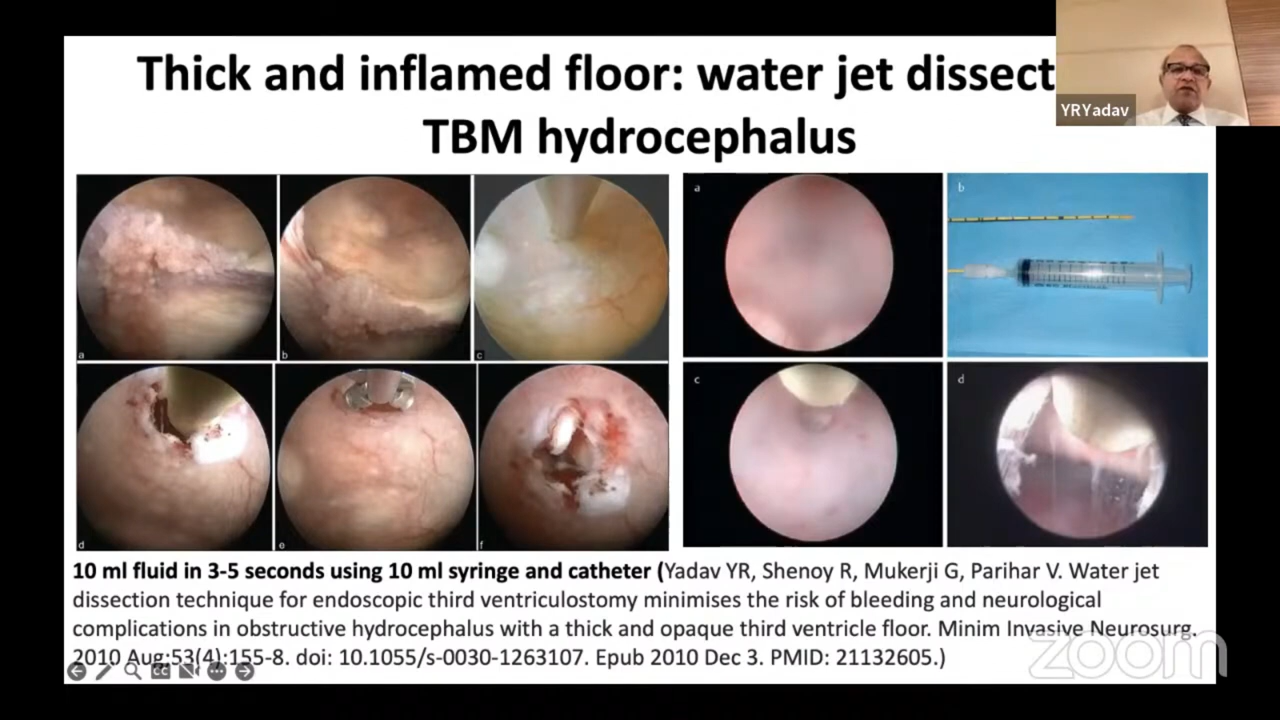 Thick and inflamed floor: water jet dissect
TBM hydrocephalus
YRYadav
a
b
c
d
e
f
a
b
c
d
10 ml fluid in 3-5 seconds using 10 ml syringe and catheter (Yadav YR, Shenoy R, Mukerji G, Parihar V. Water jet
dissection technique for endoscopic third ventriculostomy minimises the risk of bleeding and neurological
complications in obstructive hydrocephalus with a thick and opaque third ventricle floor. Minim Invasive Neurosurg.
2010 Aug;53(4):155-8. doi: 10.1055/s-0030-1263107. Epub 2010 Dec 3. PMID: 21132605.)
CC
zoom